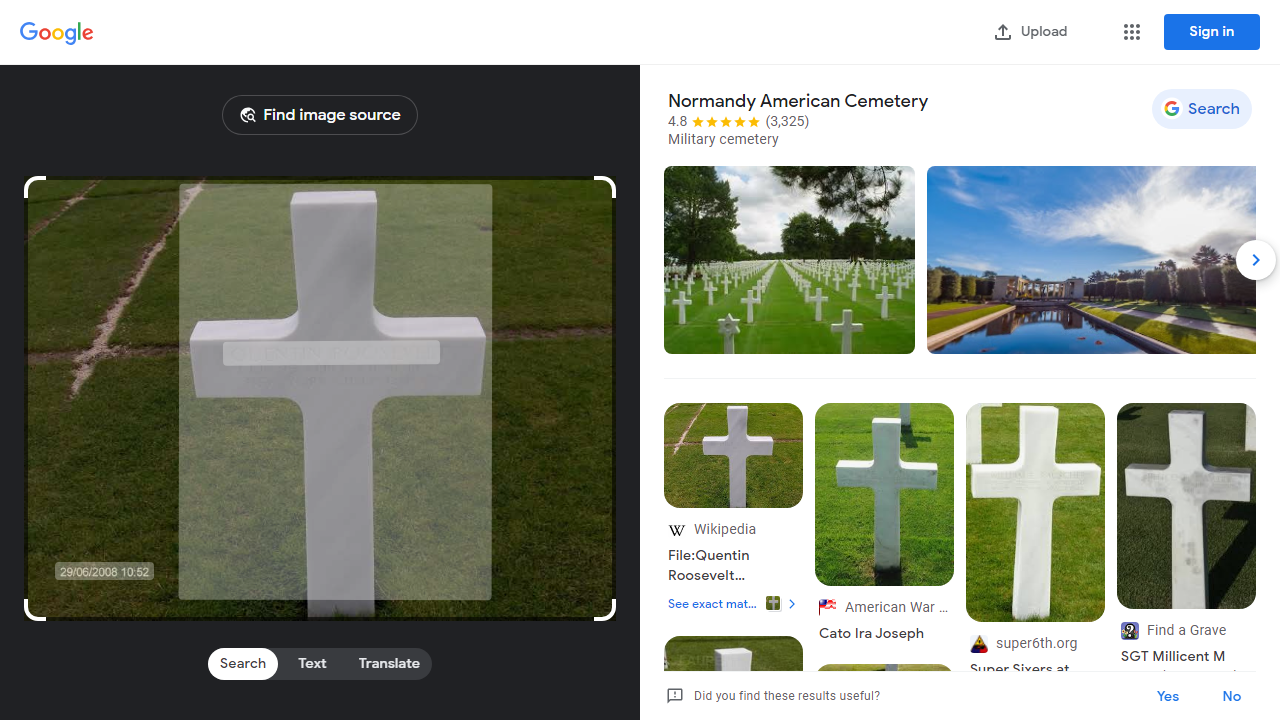 Google
Upload
Sign in
Find image source
29/06/2008 10:52
Search
Text
Translate
Normandy American Cemetery
4.8
(3,325)
Military cemetery
Search
W Wikipedia
File:Quentin
Roosevelt...
See exact mat...
American War ...
Cato Ira Joseph
super6th.org
Super Sixers at
Find a Grave
SGT Millicent M
Did you find these results useful?
Yes
No